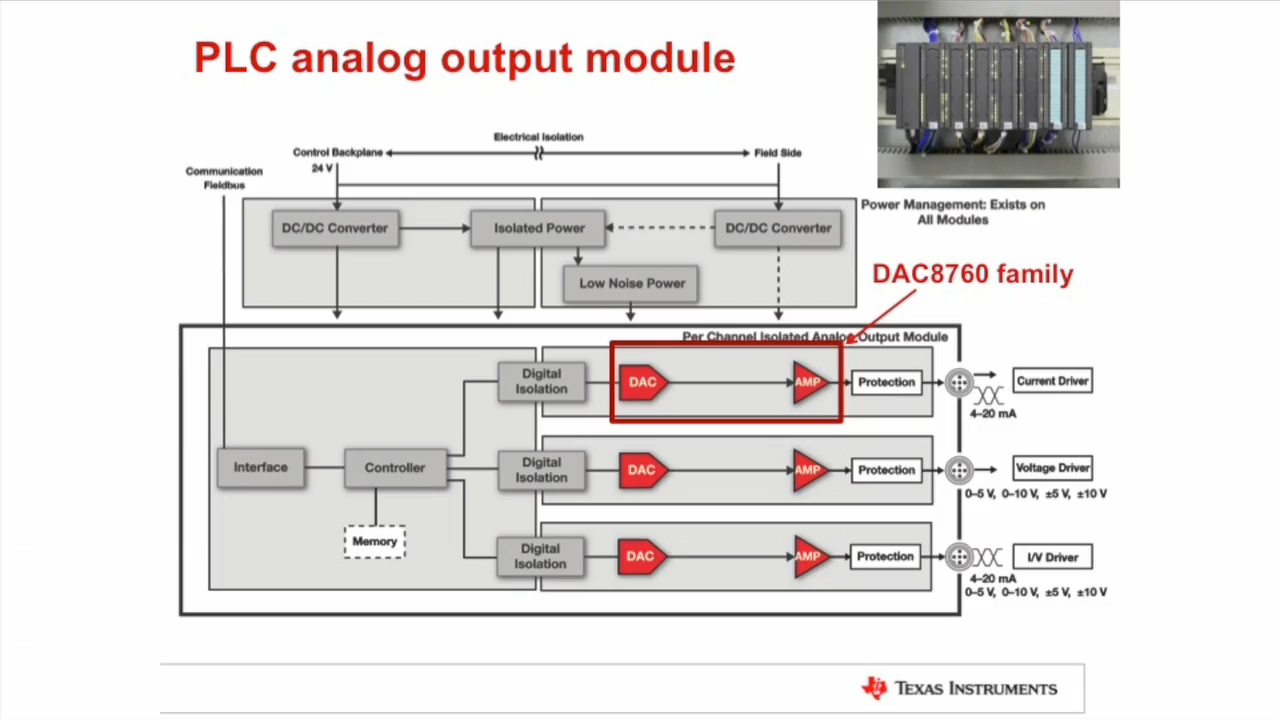 PLC analog output module
Electrical Isolation
Control Backplane
Field Side
24 V
Communication
Fieldbus
Power Management: Exists on
All Modules
DC/DC Converter
Isolated Power
DC/DC Converter
Low Noise Power
DAC8760 family
Per Channel Isolated Analog Output Module
Digital
Isolation
DAC
AMP
Protection
Current Driver
4–20 mA
Interface
Controller
Digital
Isolation
DAC
AMP
Protection
Voltage Driver
0–5 V, 0–10 V, ±5 V, ±10 V
Memory
Digital
Isolation
DAC
AMP
Protection
I/V Driver
4–20 mA
0–5 V, 0–10 V, ±5 V, ±10 V
TEXAS INSTRUMENTS